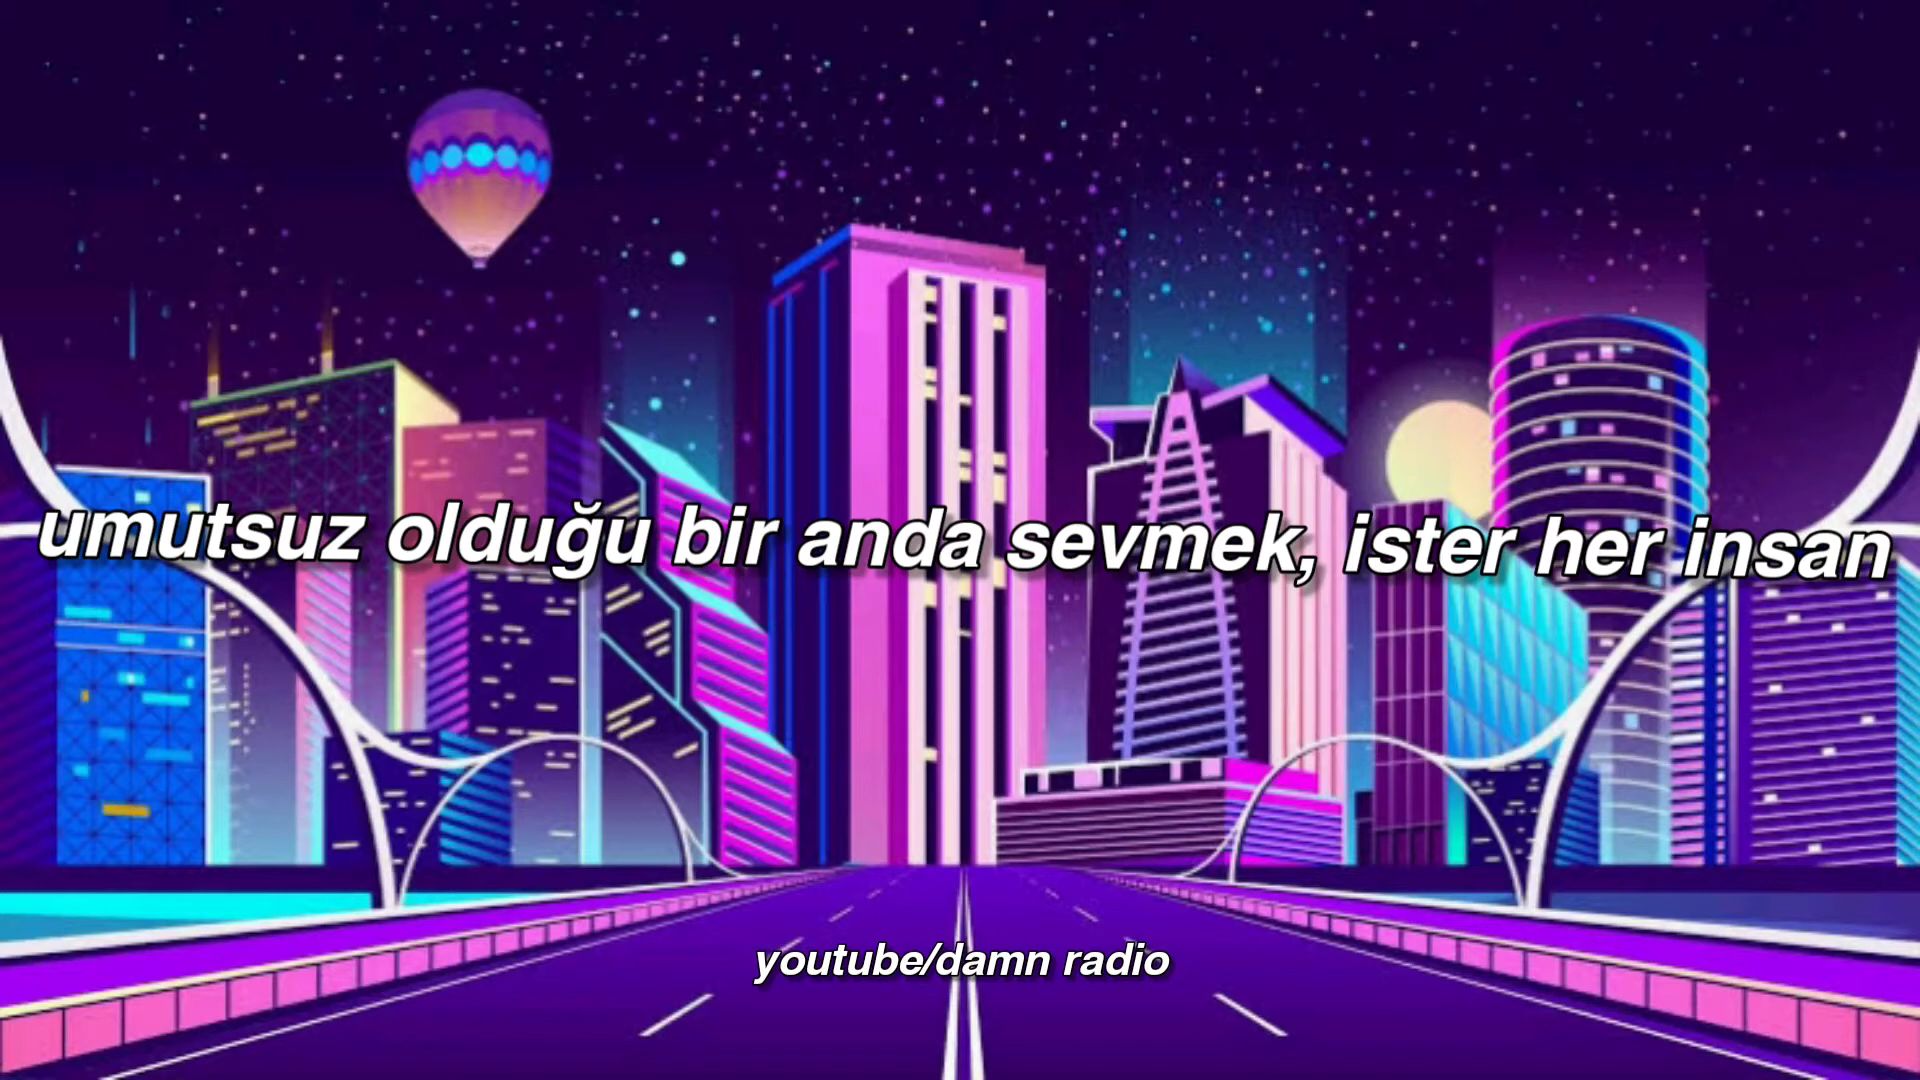 umutsuz olduğu bir anda sevmek, ister her insan
youtube/damn radio